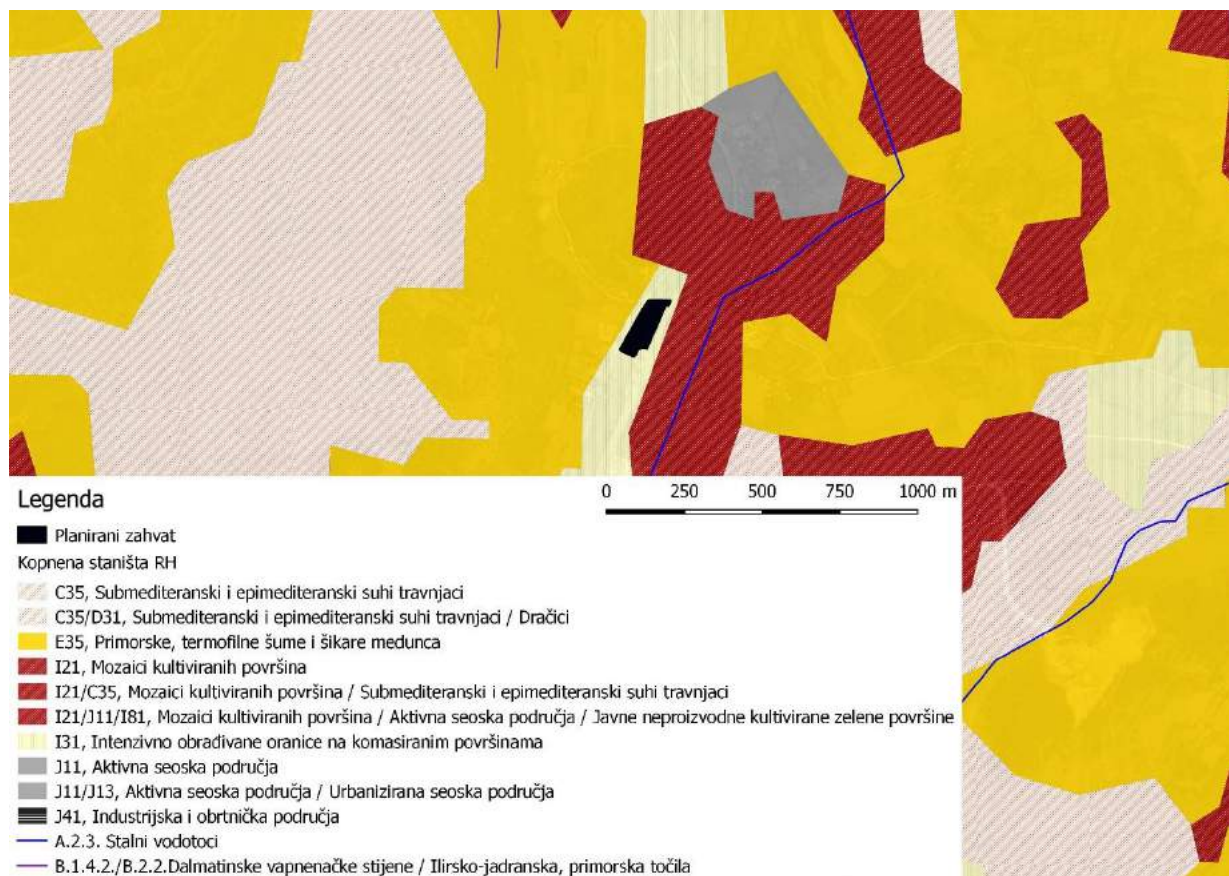 Legenda
0 250 500 750 1000 m
Planirani zahvat
Kopnena staništa RH
C35, Submediteranski i epimediteranski suhi travnjaci
C35/D31, Submediteranski i epimediteranski suhi travnjaci / Dračici
E35, Primorske, termofilne šume i šikare medunca
I21, Mozaici kultiviranih površina
I21/C35, Mozaici kultiviranih površina / Submediteranski i epimediteranski suhi travnjaci
I21/J11/I81, Mozaici kultiviranih površina / Aktivna seoska područja / Javne neproizvodne kultivirane zelene površine
I31, Intenzivno obrađivane oranice na komasiranim površinama
J11, Aktivna seoska područja
J11/J13, Aktivna seoska područja / Urbanizirana seoska područja
J41, Industrijska i obrtnička područja
A.2.3. Stalni vodotoci
B.1.4.2./B.2.2.Dalmatinske vapnenačke stijene / Ilirsko-jadranska, primorska točila